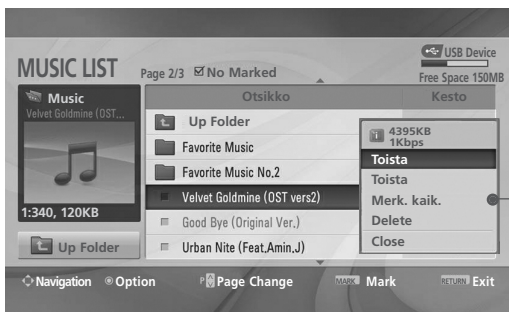 USB Device
MUSIC LIST
Page 2/3
No Marked
Free Space 150MB
Music
Velvet Goldmine (OST...
1:340, 120KB
Up Folder
Otsikko
Kesto
Up Folder
Favorite Music
Favorite Music No.2
Velvet Goldmine (OST vers2)
Good Bye (Original Ver,)
Urban Nite (Feat,Amin,J)
4395KB
1Kbps
Toista
Toista
Merk. kaik.
Delete
Close
Navigation
Option
P Page Change
MARK Mark
RETURN Exit